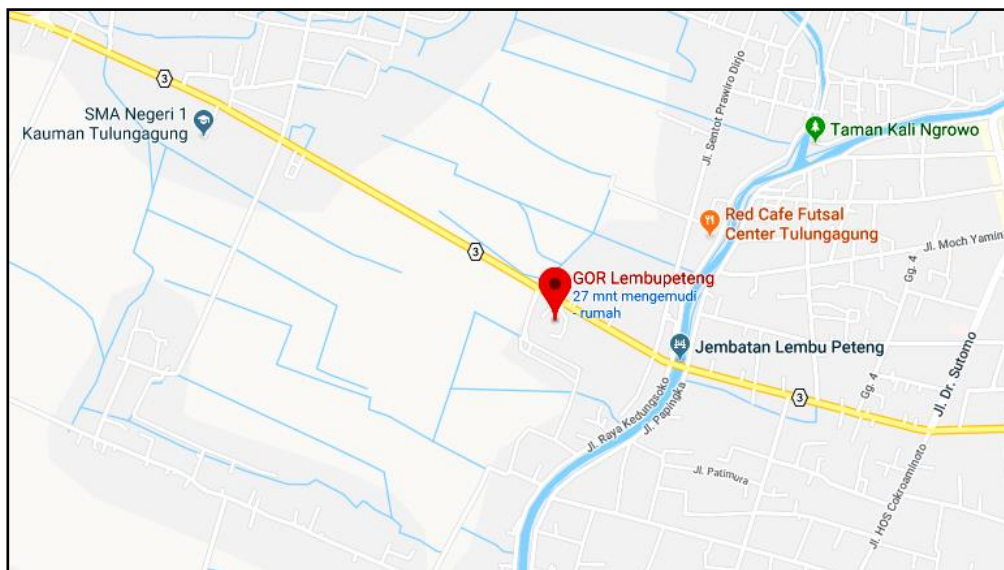 3
SMA Negeri 1
Kauman Tulungagung
Jl. Sentot Prawiro Dirjo
Taman Kali Ngrowo
Red Cafe Futsal
Center Tulungagung
Jl. Moch Yamin
Gg. 4
3
GOR Lembupeteng
27 mnt mengemudi
- rumah
Jembatan Lembu Peteng
Gg. 4
Jl. Dr. Sutomo
3
Jl. Raya Kedungsoko
Jl. Papingka
Jl. Patimura
Jl. HOS Cokroaminoto